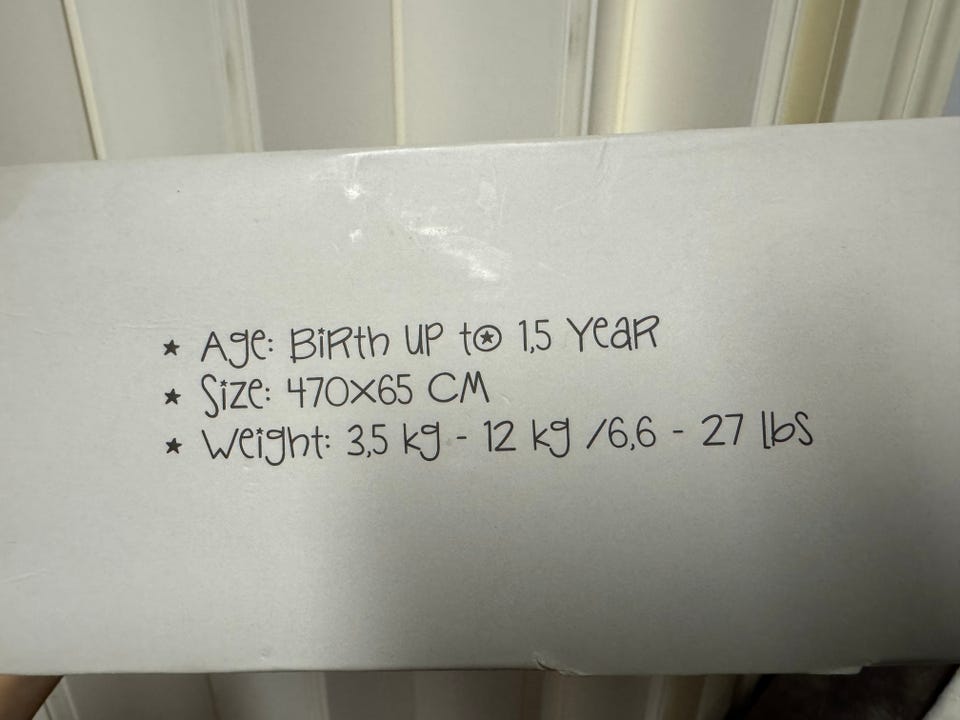 ★ Age: Birth up to 1,5 Year
★ Size: 470x65 CM
★ Weight: 3,5 kg - 12 kg /6,6 - 27 lbs